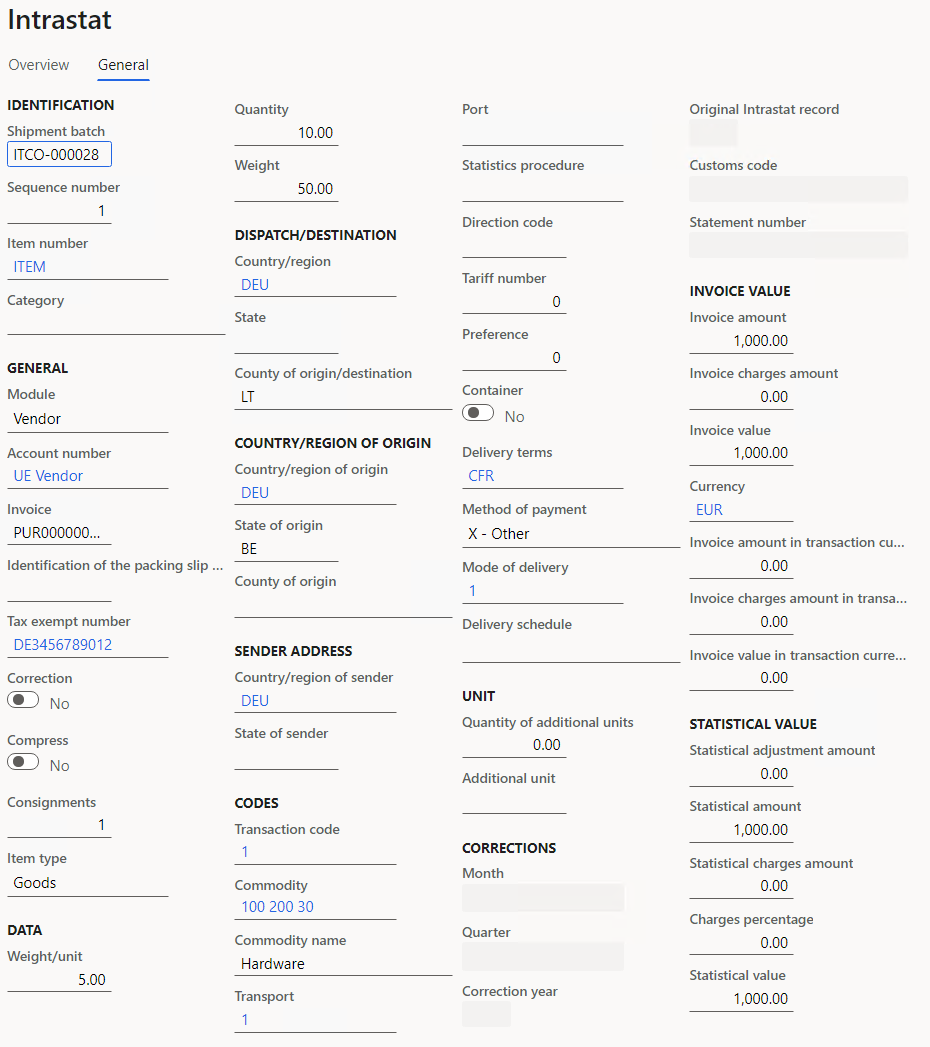 Intrastat
Overview
General
IDENTIFICATION
Shipment batch
ITCO-000028
Sequence number
1
Item number
ITEM
Category
GENERAL
Module
Vendor
Account number
UE Vendor
Invoice
PUR000000...
Identification of the packing slip ...
Tax exempt number
DE3456789012
Correction
No
Compress
No
Consignments
1
Item type
Goods
DATA
Weight/unit
5.00
Quantity
10.00
Weight
50.00
DISPATCH/DESTINATION
Country/region
DEU
State
County of origin/destination
LT
COUNTRY/REGION OF ORIGIN
Country/region of origin
DEU
State of origin
BE
County of origin
SENDER ADDRESS
Country/region of sender
DEU
State of sender
CODES
Transaction code
1
Commodity
100 200 30
Commodity name
Hardware
Transport
1
Port
Statistics procedure
Direction code
Tariff number
0
Preference
0
Container
No
Delivery terms
CFR
Method of payment
X - Other
Mode of delivery
1
Delivery schedule
UNIT
Quantity of additional units
0.00
Additional unit
CORRECTIONS
Month
Quarter
Correction year
Original Intrastat record
Customs code
Statement number
INVOICE VALUE
Invoice amount
1,000.00
Invoice charges amount
0.00
Invoice value
1,000.00
Currency
EUR
Invoice amount in transaction cu...
0.00
Invoice charges amount in transa...
0.00
Invoice value in transaction curre...
0.00
STATISTICAL VALUE
Statistical adjustment amount
0.00
Statistical amount
1,000.00
Statistical charges amount
0.00
Charges percentage
0.00
Statistical value
1,000.00